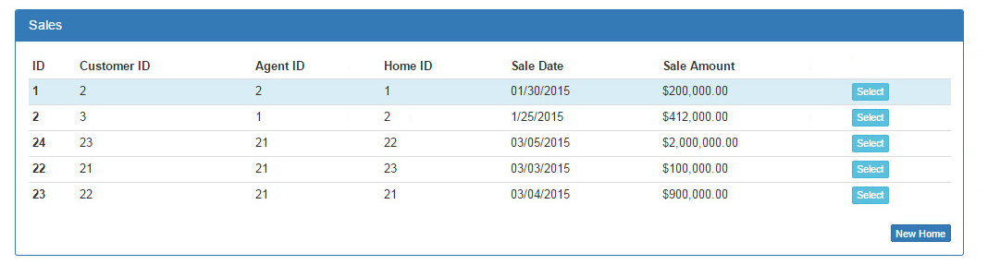 Sales
ID Customer ID Agent ID Home ID Sale Date Sale Amount
1 2 2 1 01/30/2015 $200,000.00 Select
2 3 1 2 1/25/2015 $412,000.00 Select
24 23 21 22 03/05/2015 $2,000,000.00 Select
22 21 21 23 03/03/2015 $100,000.00 Select
23 22 21 21 03/04/2015 $900,000.00 Select
New Home